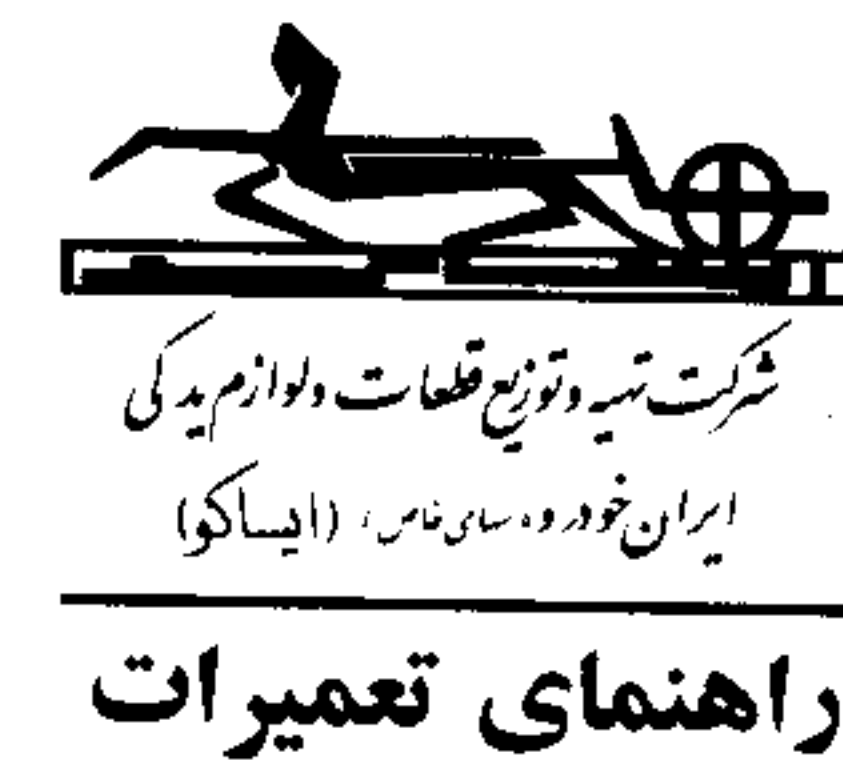 شرکت تهیه و توزیع قطعات و لوازم یدکی
ایران خودرو، سهامی خاص، (ایساکو)
راهنمای تعمیرات